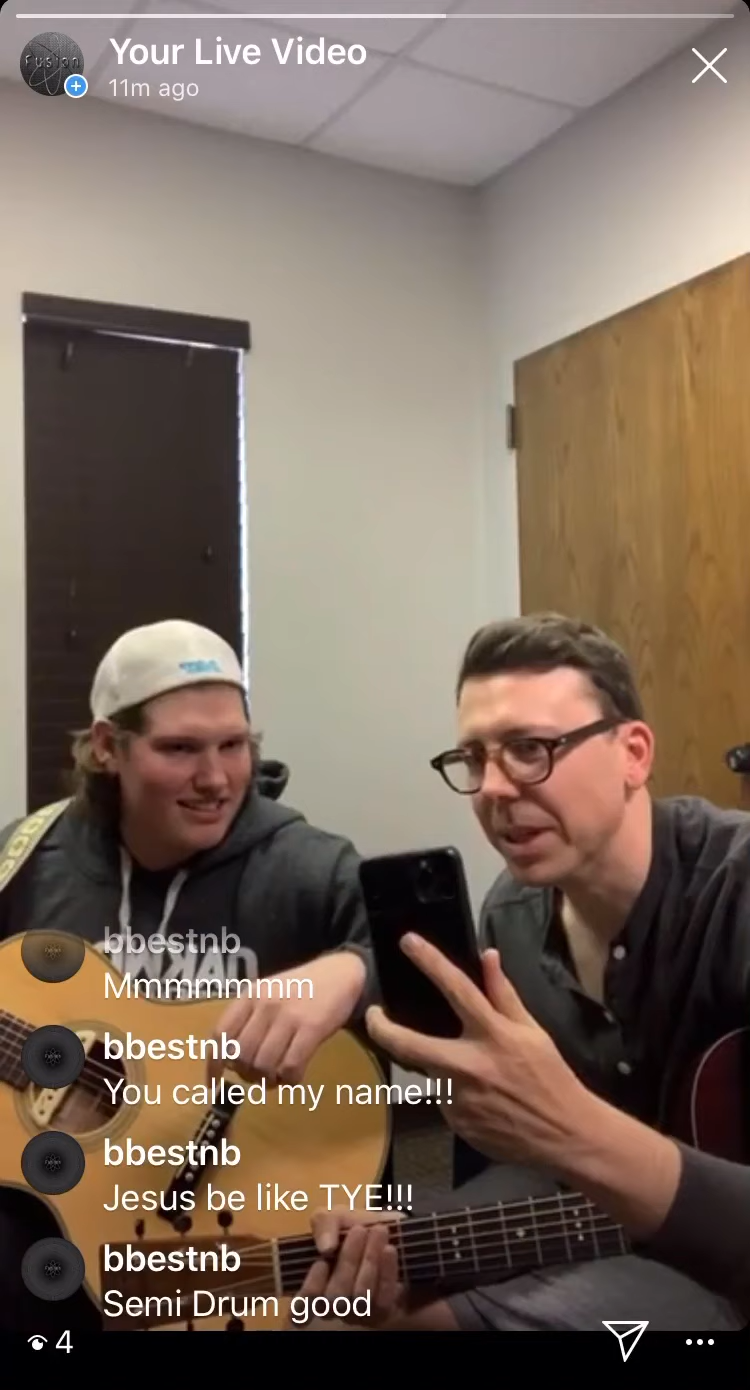 Fusion
Your Live Video
11m ago
bbestnb
Mmmmmmm
bbestnb
You called my name!!!
bbestnb
Jesus be like TYE!!!
bbestnb
Semi Drum good
4